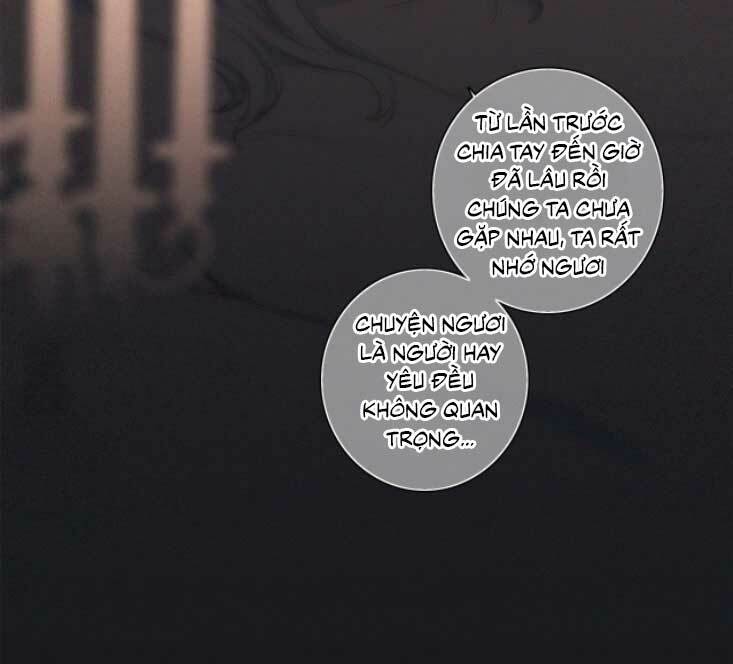 TỪ LẦN TRƯỚC
CHIA TAY ĐẾN GIỜ
ĐÃ LÂU RỒI
CHÚNG TA CHƯA
GẶP NHAU, TA RẤT
NHỚ NGƯƠI
CHUYỆN NGƯƠI
LÀ NGƯỜI HAY
YÊU ĐỀU
KHÔNG QUAN
TRỌNG...